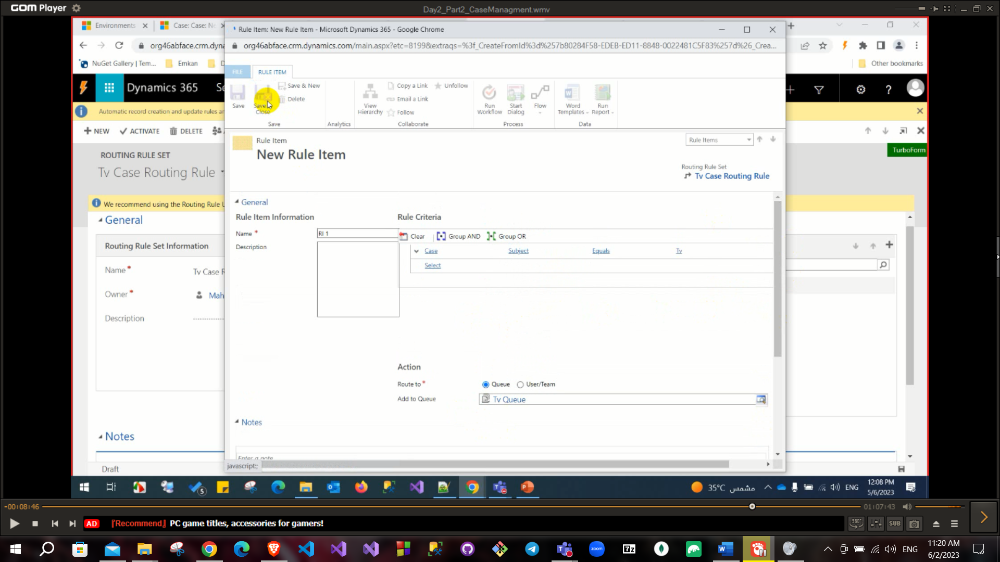 GOM Player
Day2_Part2_CaseManagment.wmv
Environments
Case: Case: Ne
Rule Item: New Rule Item - Microsoft Dynamics 365 - Google Chrome
org46abface.crm.dyna
org46abface.crm.dynamics.com/main.aspx?etc=8199&extraqs=%3f_CreateFromId%3d%257b80284F58-EDEB-ED11-8848-0022481C5F83%257d%26_Crea...
NuGet Gallery | Tem...
Emkan
Other bookmarks
FILE
RULE ITEM
Dynamics 365
Save
Save &
Close
Save & New
Delete
Save
Analytics
View
Hierarchy
Copy a Link
Email a Link
Follow
Unfollow
Collaborate
Run
Workflow
Start
Dialog
Flow
Process
Word
Templates
Run
Report
Data
Automatic record creation and update rules ar
NEW
ACTIVATE
DELETE
ROUTING RULE SET
Tv Case Routing Rule
TurboForm
Rule Item
New Rule Item
Rule Items
Routing Rule Set
Tv Case Routing Rule
We recommend using the Routing Rule U
General
Routing Rule Set Information
Name *
Tv Case R
Owner *
Mah
Description
Notes
Draft
General
Rule Item Information
Rule Criteria
Name *
RI 1
Description
Clear
Group AND
Group OR
Case Subject Equals Tv
Select
Action
Route to *
Queue
User/Team
Add to Queue
Tv Queue
Notes
Enter a note
javascript:;
5
35°C مشمس
ENG
12:08 PM
5/6/2023
-00:08:46
01:07:43
AD
『Recommend』 PC game titles, accessories for gamers!
360°
SUB
zoom
7z
ENG
11:20 AM
6/2/2023